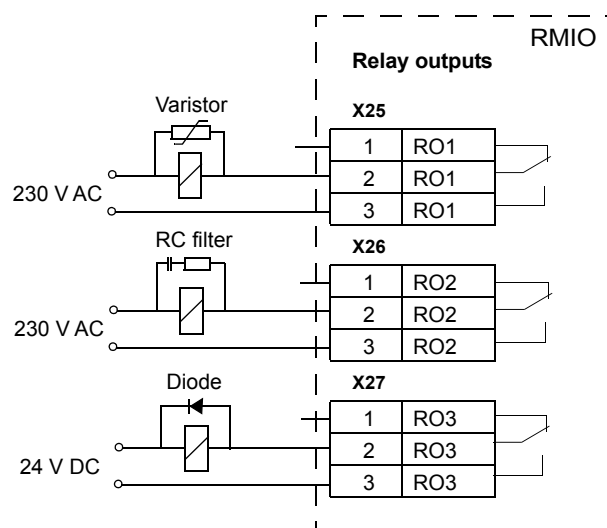 RMIO
Relay outputs
Varistor
X25
1 RO1
2 RO1
3 RO1
230 V AC
RC filter
X26
1 RO2
2 RO2
3 RO2
230 V AC
Diode
X27
1 RO3
2 RO3
3 RO3
24 V DC